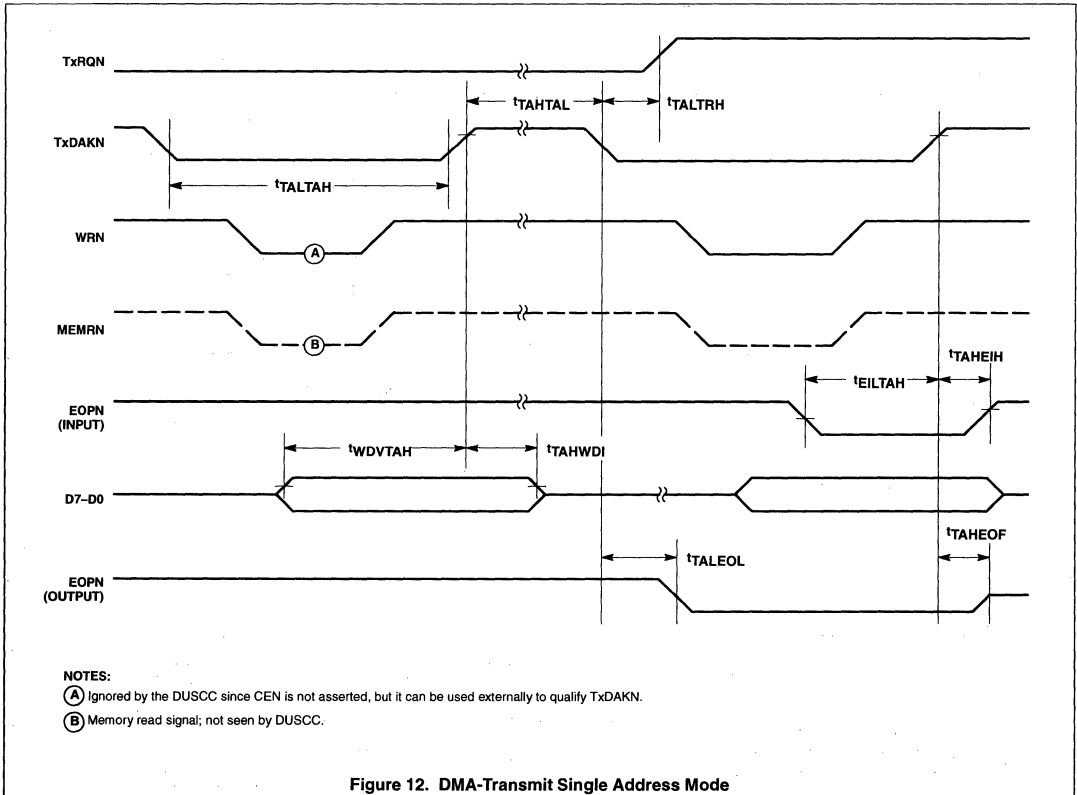 TxRQN
tTAHTAL
tTALTRH
TxDAKN
tTALTAH
WRN
A
MEMRN
B
tTAHEIH
tEILTAH
EOPN
(INPUT)
tWDVTAH
tTAHWDI
D7–D0
tTAHEOF
tTALEOL
EOPN
(OUTPUT)
NOTES:
A Ignored by the DUSCC since CEN is not asserted, but it can be used externally to qualify TxDAKN.
B Memory read signal; not seen by DUSCC.
Figure 12. DMA-Transmit Single Address Mode